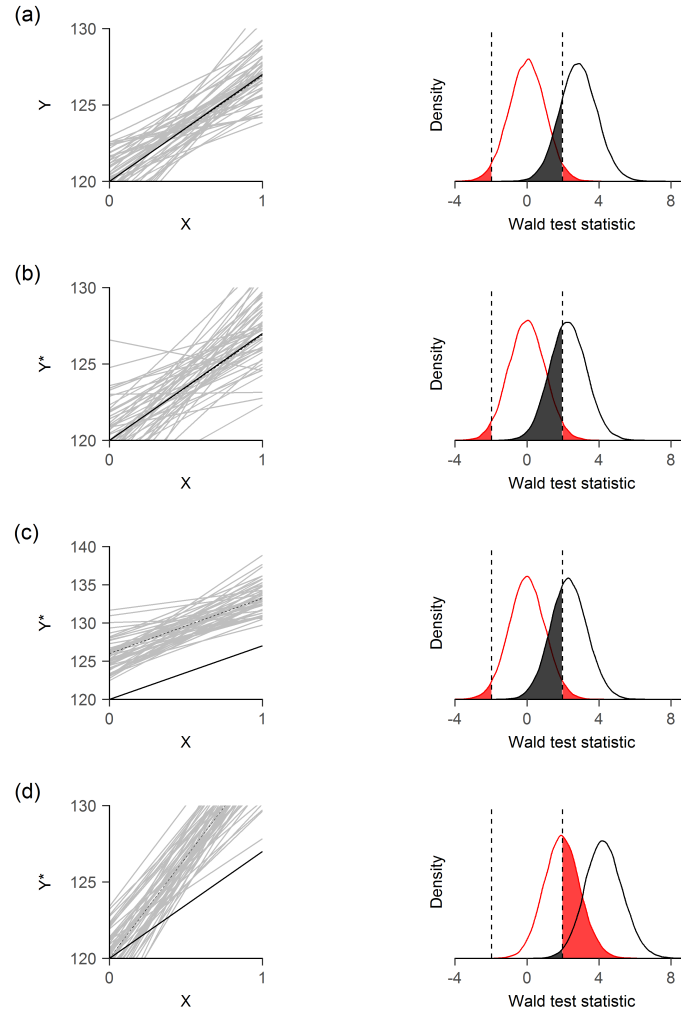 (a)
130
125
120
Y
0 1
X
Density
-4 0 4 8
Wald test statistic
(b)
130
125
120
Y*
0 1
X
Density
-4 0 4 8
Wald test statistic
(c)
140
135
130
125
120
Y*
0 1
X
Density
-4 0 4 8
Wald test statistic
(d)
130
125
120
Y*
0 1
X
Density
-4 0 4 8
Wald test statistic